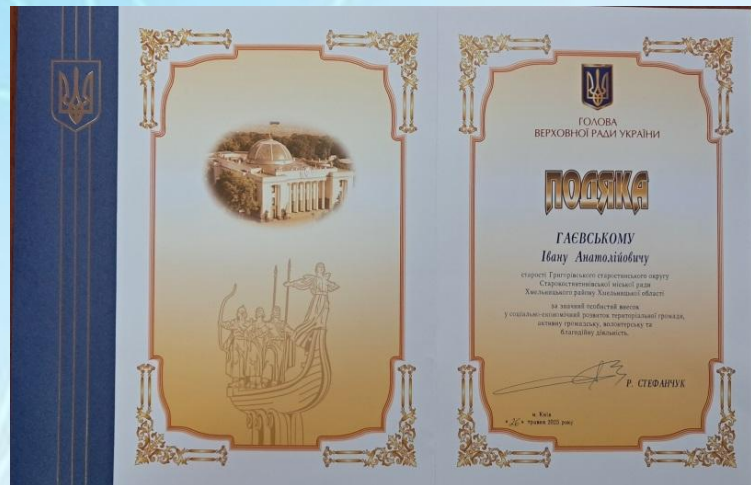 ГОЛОВА
ВЕРХОВНОЇ РАДИ УКРАЇНИ
ПОДЯКА
ГАЄВСЬКОМУ
Івану Анатолійовичу
старості Григорівського старостинського округу
Старокостянтинівської міської ради
Хмельницького району Хмельницької області
за значний особистий внесок
у соціально-економічний розвиток територіальної громади,
активну громадську, волонтерську та
благодійну діяльність.
Р. СТЕФАНЧУК
м. Київ
«26» травня 2023 року